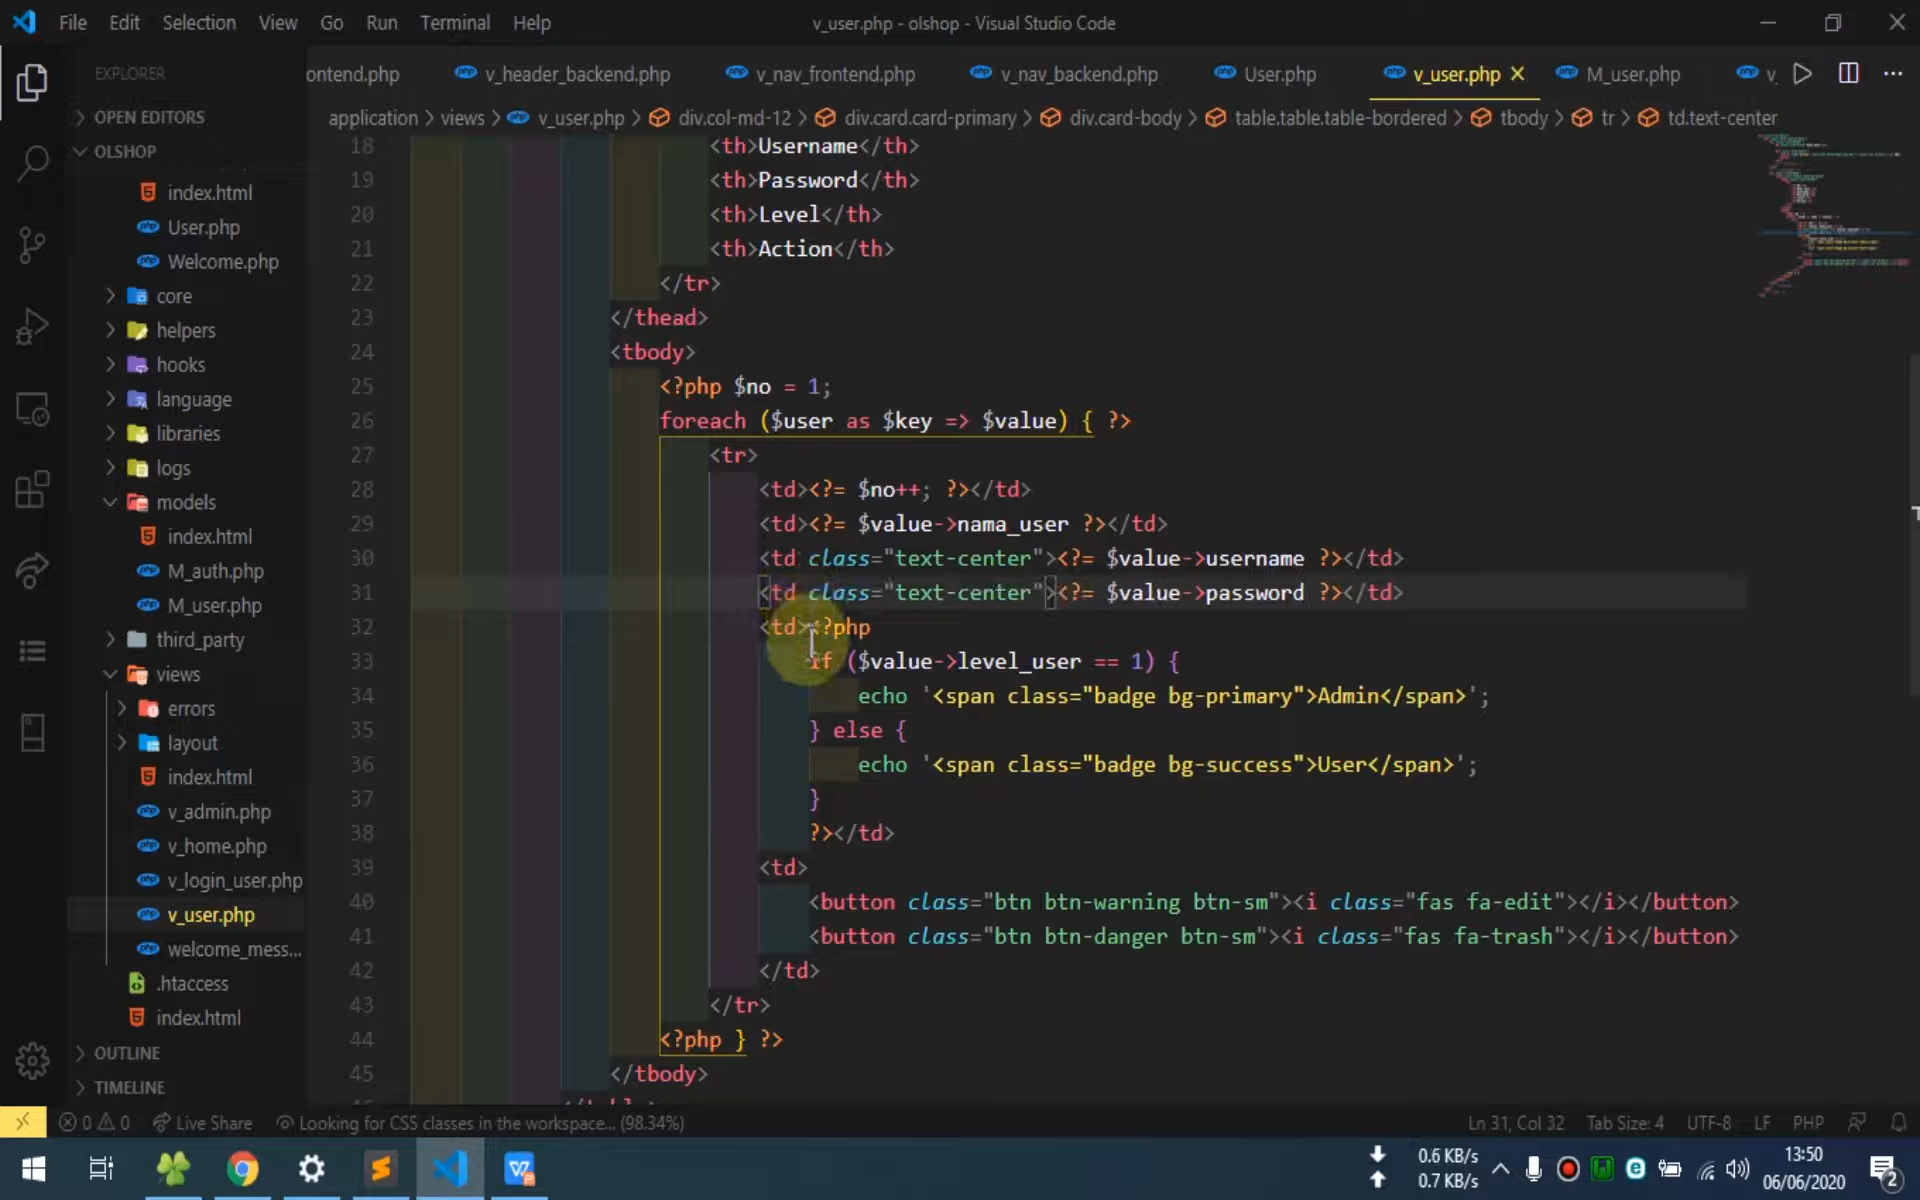 File Edit Selection View Go Run Terminal Help v_user.php - olshop - Visual Studio Code
EXPLORER
ontend.php v_header_backend.php v_nav_frontend.php v_nav_backend.php User.php v_user.php M_user.php v_
OPEN EDITORS
application > views > v_user.php > div.col-md-12 > div.card.card-primary > div.card-body > table.table.table-bordered > tbody > tr > td.text-center
OLSHOP
index.html
User.php
Welcome.php
core
helpers
hooks
language
libraries
logs
models
index.html
M_auth.php
M_user.php
third_party
views
errors
layout
index.html
v_admin.php
v_home.php
v_login_user.php
v_user.php
welcome_mess...
.htaccess
index.html
OUTLINE
TIMELINE
18 <th>Username</th>
19 <th>Password</th>
20 <th>Level</th>
21 <th>Action</th>
22 </tr>
23 </thead>
24 <tbody>
25 <?php $no = 1;
26 foreach ($user as $key => $value) { ?>
27 <tr>
28 <td><?= $no++; ?></td>
29 <td><?= $value->nama_user ?></td>
30 <td class="text-center"><?= $value->username ?></td>
31 <td class="text-center"><?= $value->password ?></td>
32 <td><?php
33 if ($value->level_user == 1) {
34 echo '<span class="badge bg-primary">Admin</span>';
35 } else {
36 echo '<span class="badge bg-success">User</span>';
37 }
38 ?></td>
39 <td>
40 <button class="btn btn-warning btn-sm"><i class="fas fa-edit"></i></button>
41 <button class="btn btn-danger btn-sm"><i class="fas fa-trash"></i></button>
42 </td>
43 </tr>
44 <?php } ?>
45 </tbody>
0 0 Live Share Looking for CSS classes in the workspace... (98.34%) Ln 31, Col 32 Tab Size: 4 UTF-8 LF PHP
0.6 KB/s
0.7 KB/s
13:50
06/06/2020
2